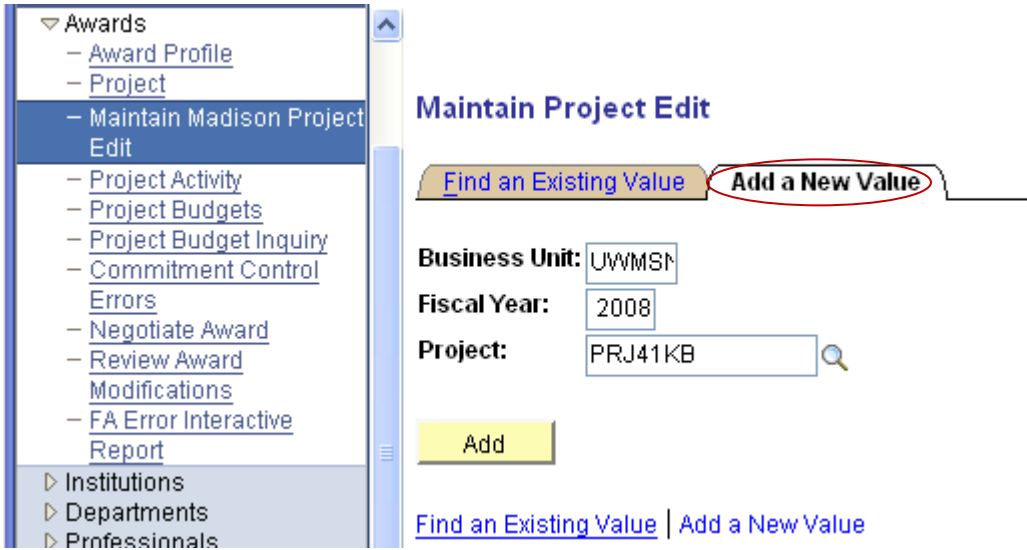 Awards
– Award Profile
– Project
– Maintain Madison Project
Edit
– Project Activity
– Project Budgets
– Project Budget Inquiry
– Commitment Control
Errors
– Negotiate Award
– Review Award
Modifications
– FA Error Interactive
Report
Institutions
Departments
Professionals
Maintain Project Edit
Find an Existing Value Add a New Value
Business Unit: UWMSN
Fiscal Year: 2008
Project: PRJ41KB
Add
Find an Existing Value | Add a New Value